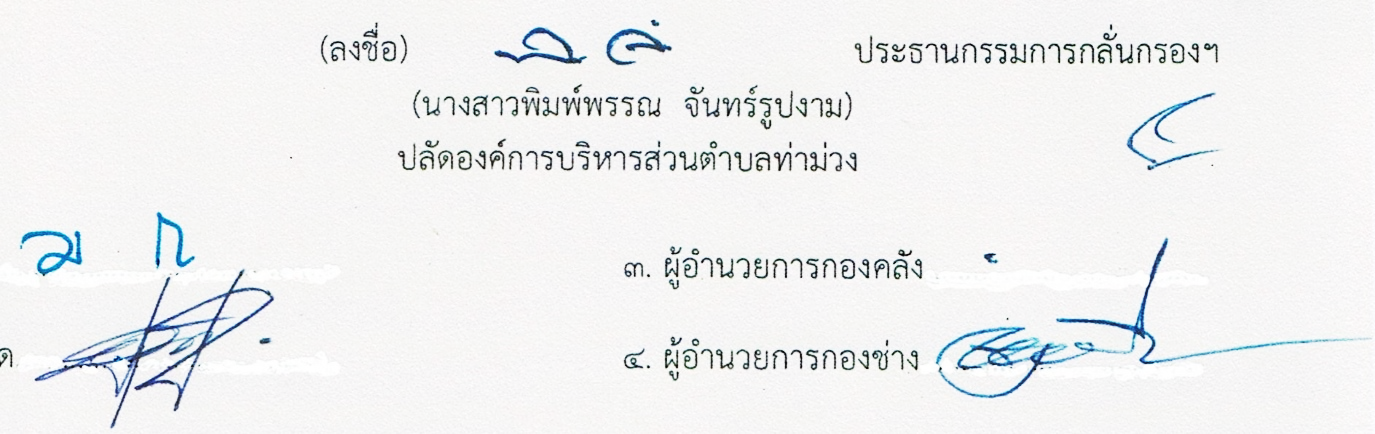 (ลงชื่อ) ประธานกรรมการกลั่นกรองฯ
(นางสาวพิมพ์พรรณ จันทร์รูปงาม)
ปลัดองค์การบริหารส่วนตำบลท่าม่วง
๓. ผู้อำนวยการกองคลัง
ด ๔. ผู้อำนวยการกองช่าง